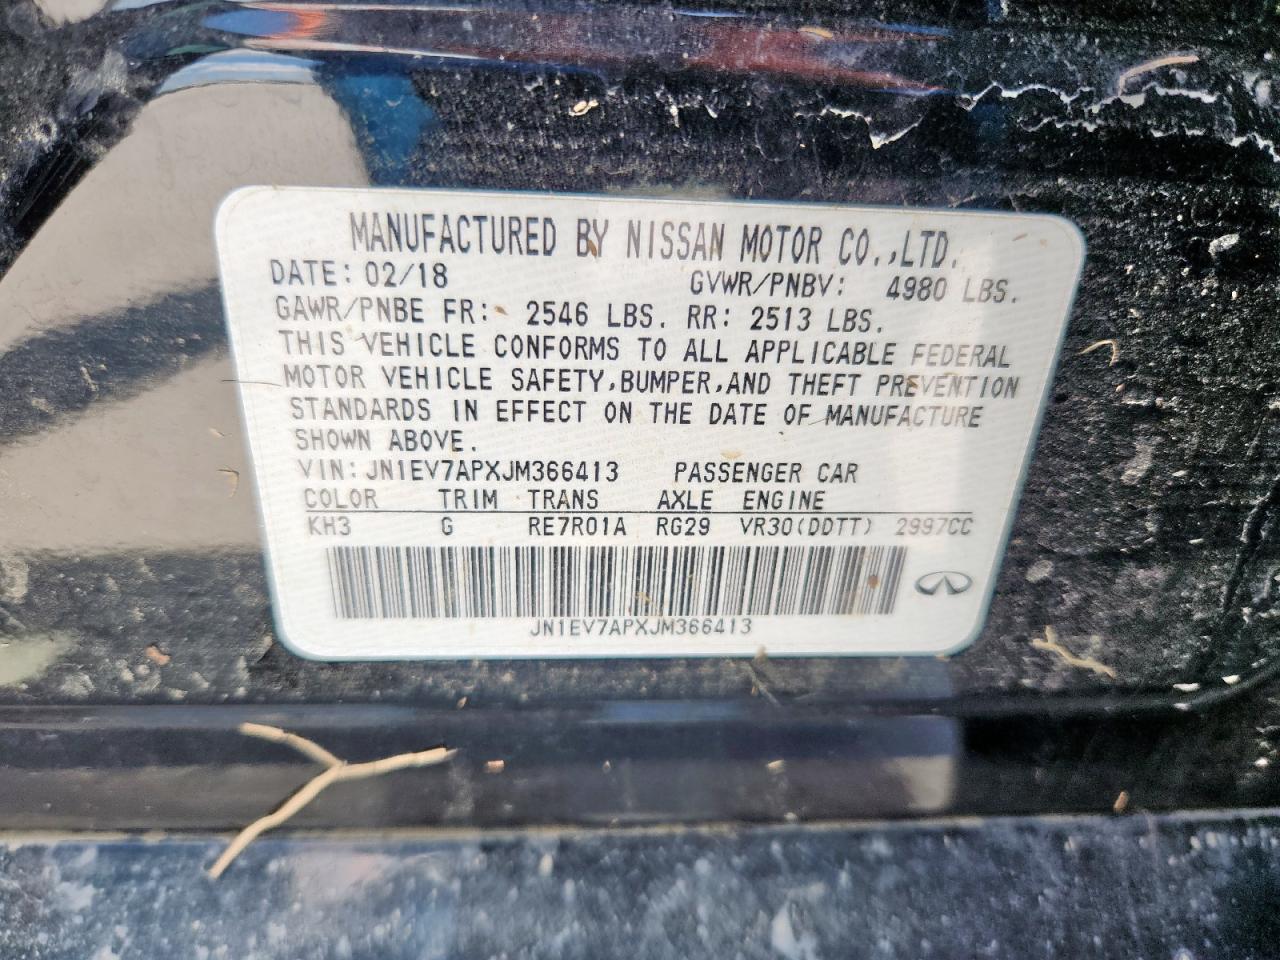 MANUFACTURED BY NISSAN MOTOR CO.,LTD.
DATE: 02/18 GVWR/PNBV: 4980 LBS.
GAWR/PNBE FR: 2546 LBS. RR: 2513 LBS.
THIS VEHICLE CONFORMS TO ALL APPLICABLE FEDERAL
MOTOR VEHICLE SAFETY,BUMPER,AND THEFT PREVENTION
STANDARDS IN EFFECT ON THE DATE OF MANUFACTURE
SHOWN ABOVE.
VIN: JN1EV7APXJM366413 PASSENGER CAR
COLOR TRIM TRANS AXLE ENGINE
KH3 G RE7R01A RG29 VR30(DDTT) 2997CC
JN1EV7APXJM366413